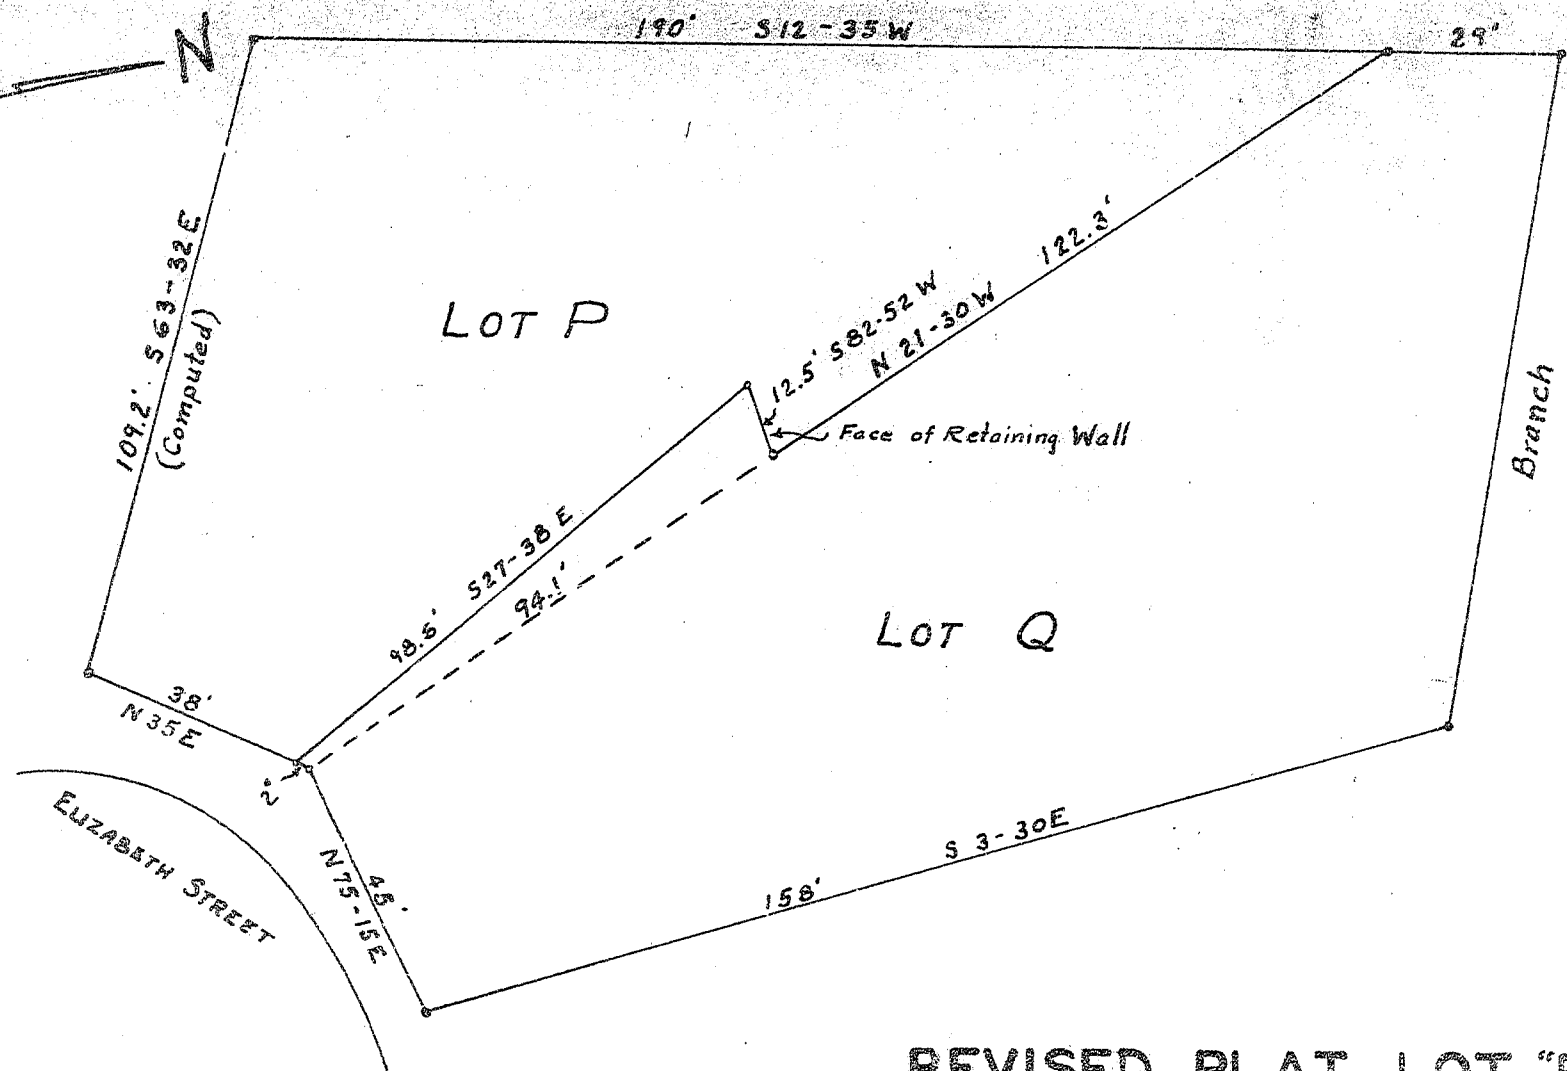 N
190' S12-35W
29'
109.2' S63-32E
(Computed)
LOT P
12.5' S82-52W
N 21-30W
122.3'
Face of Retaining Wall
Branch
S27-38E
94.1'
LOT Q
38'
N35E
2'
ELIZABETH STREET
45'
N75-15E
158'
S 3-30E
REVISED PLAT LOT